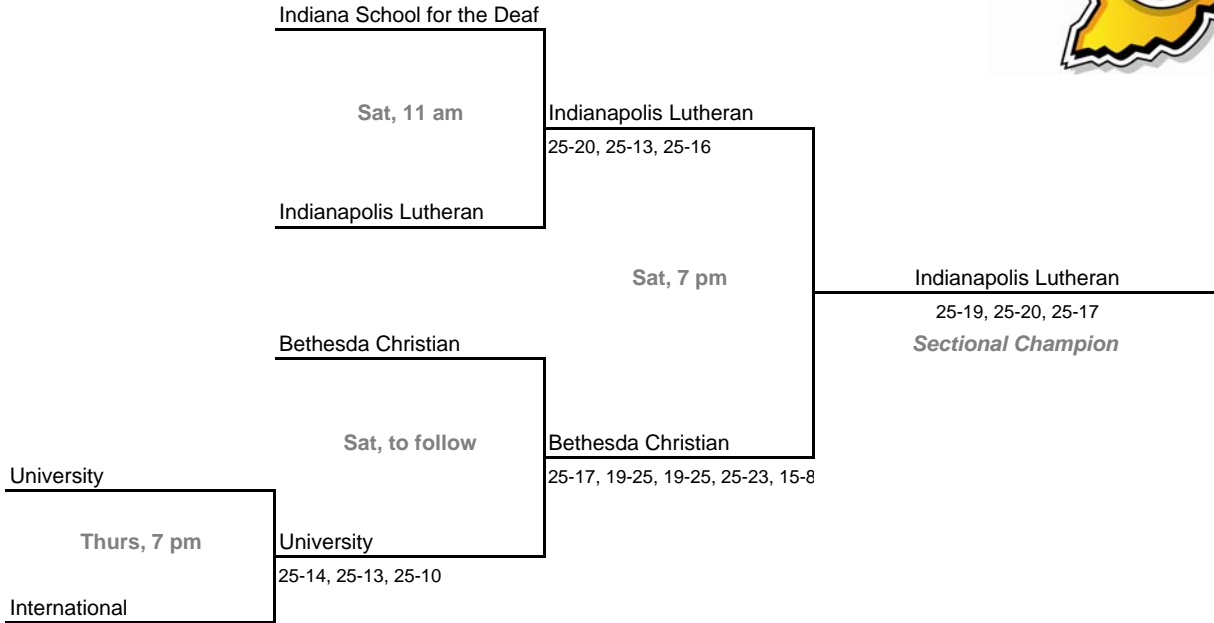 Indiana School for the Deaf
Sat, 11 am
Indianapolis Lutheran
25-20, 25-13, 25-16
Indianapolis Lutheran
Sat, 7 pm
Indianapolis Lutheran
25-19, 25-20, 25-17
Sectional Champion
Bethesda Christian
Sat, to follow
Bethesda Christian
25-17, 19-25, 19-25, 25-23, 15-8
University
Thurs, 7 pm
University
25-14, 25-13, 25-10
International